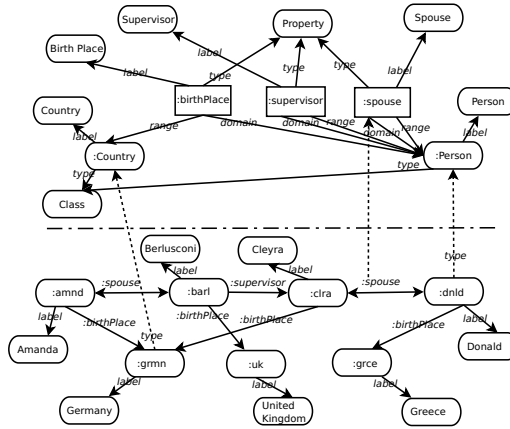 Supervisor
Property
Spouse
Birth Place
label
label
type
type
type
label
:birthPlace
:supervisor
:spouse
Country
Person
label
range
domain
domain
range
domain
range
label
:Country
:Person
type
type
Class
Berlusconi
Cleyra
label
label
type
:amnd
:spouse
:barl
:supervisor
:clra
:spouse
:dnld
label
:birthPlace
:birthPlace
:birthPlace
:birthPlace
label
Amanda
type
Donald
:grmn
:uk
:grce
label
label
label
Germany
United
Kingdom
Greece